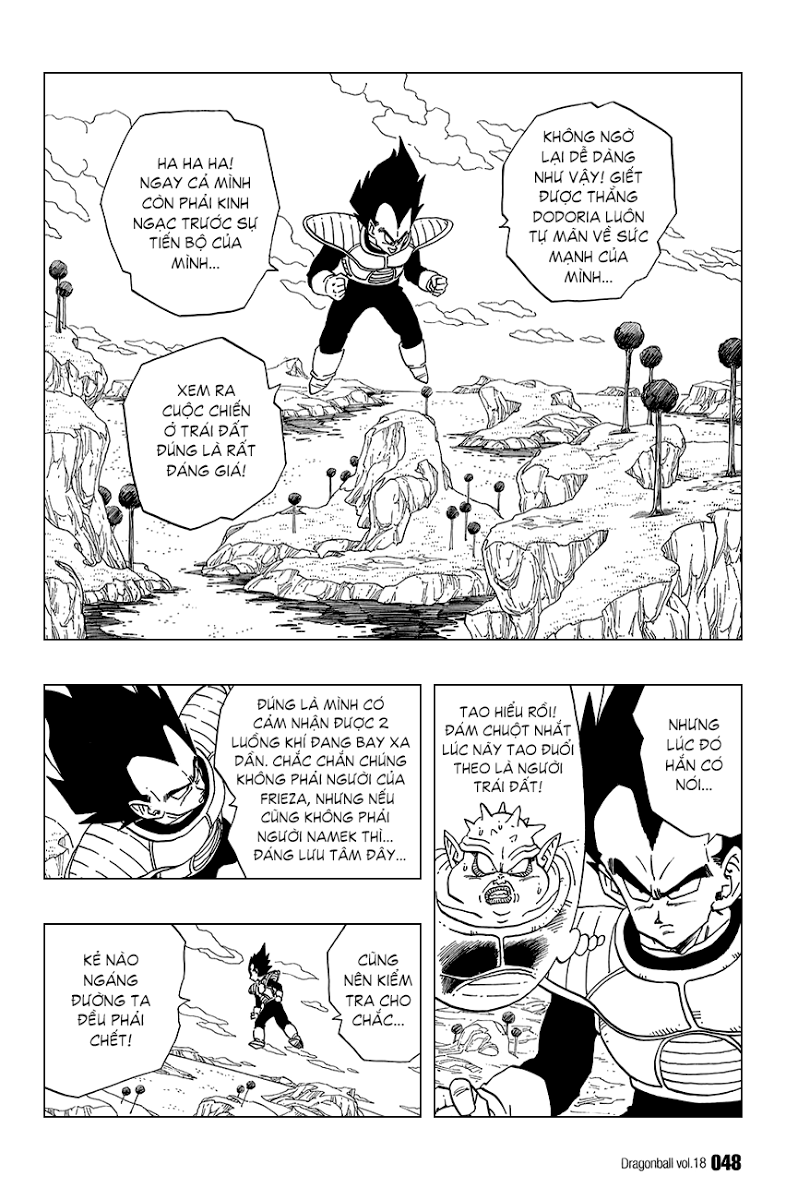 KHÔNG NGỜ
LẠI DỄ DÀNG
NHƯ VẬY! GIẾT
ĐƯỢC THẰNG
DODORIA LUÔN
TỰ MÃN VỀ SỨC
MẠNH CỦA
MÌNH...
HA HA HA!
NGAY CẢ MÌNH
CÒN PHẢI KINH
NGẠC TRƯỚC SỰ
TIẾN BỘ CỦA
MÌNH...
XEM RA
CUỘC CHIẾN
Ở TRÁI ĐẤT
ĐÚNG LÀ RẤT
ĐÁNG GIÁ!
NHƯNG
LÚC ĐÓ
HẮN CÓ
NÓI...
TAO HIỂU RỒI!
ĐÁM CHUỘT NHẮT
LÚC NÃY TAO ĐUỔI
THEO LÀ NGƯỜI
TRÁI ĐẤT!
ĐÚNG LÀ MÌNH CÓ
CẢM NHẬN ĐƯỢC 2
LUỒNG KHÍ ĐANG BAY XA
DẦN. CHẮC CHẮN CHÚNG
KHÔNG PHẢI NGƯỜI CỦA
FRIEZA, NHƯNG NẾU
CŨNG KHÔNG PHẢI
NGƯỜI NAMEK THÌ...
ĐÁNG LƯU TÂM ĐÂY...
CŨNG
NÊN KIỂM
TRA CHO
CHẮC...
KẺ NÀO
NGÁNG
ĐƯỜNG TA
ĐỀU PHẢI
CHẾT!
Dragonball vol.18 048